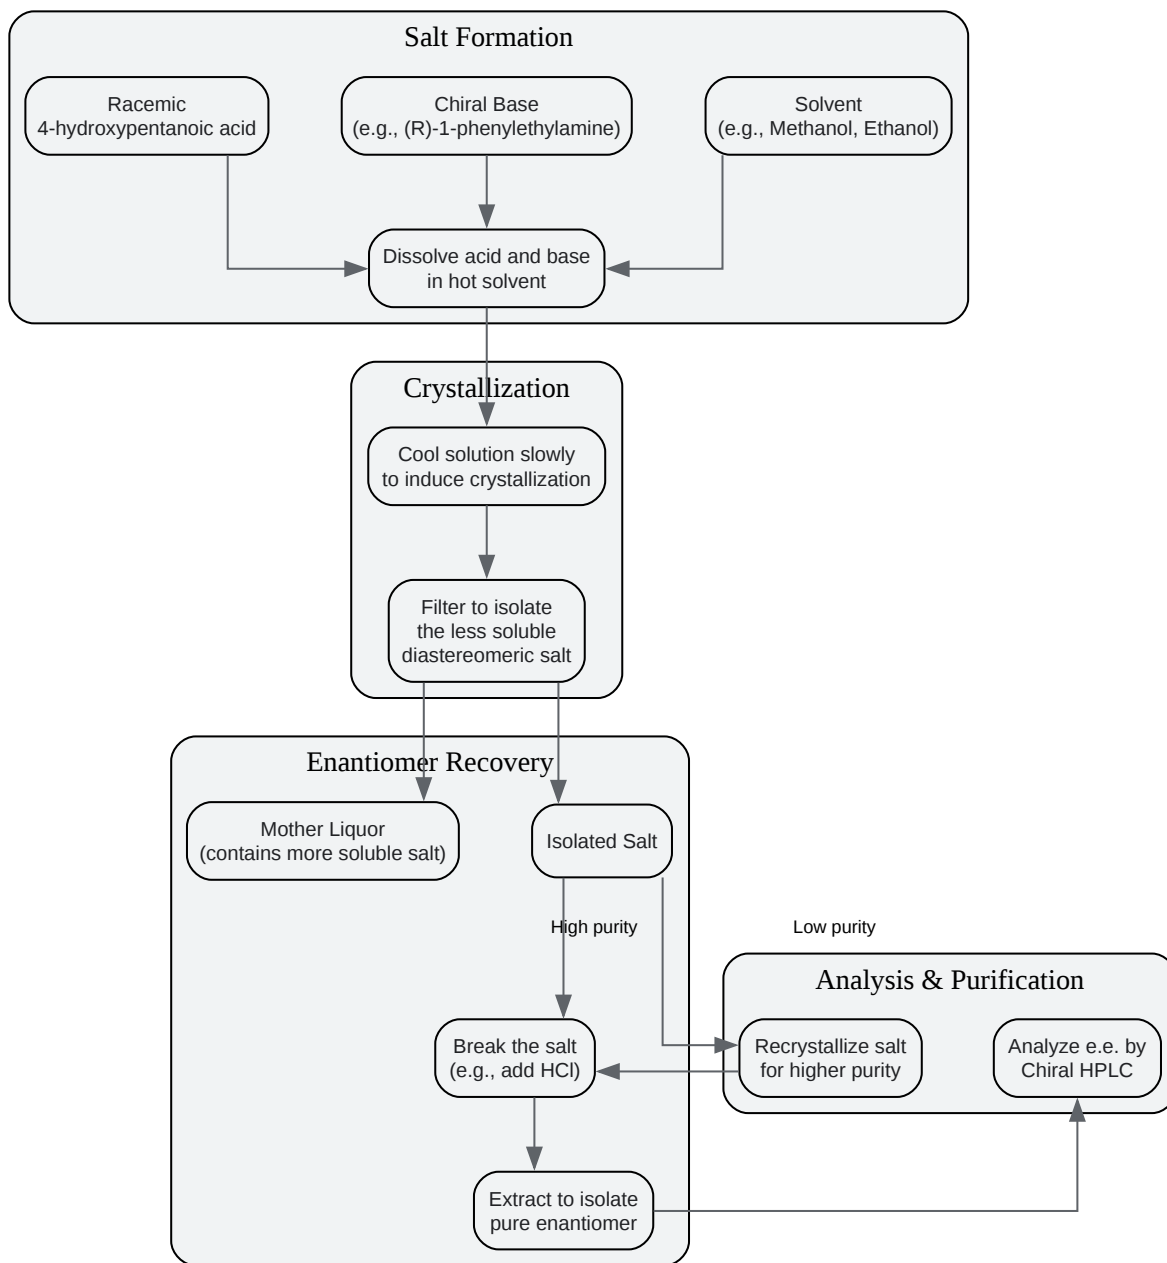 Salt Formation
Racemic
4-hydroxypentanoic acid
Chiral Base
(e.g., (R)-1-phenylethylamine)
Solvent
(e.g., Methanol, Ethanol)
Dissolve acid and base
in hot solvent
Crystallization
Cool solution slowly
to induce crystallization
Filter to isolate
the less soluble
diastereomeric salt
Enantiomer Recovery
Mother Liquor
(contains more soluble salt)
Isolated Salt
High purity
Low purity
Analysis & Purification
Break the salt
(e.g., add HCl)
Recrystallize salt
for higher purity
Analyze e.e. by
Chiral HPLC
Extract to isolate
pure enantiomer